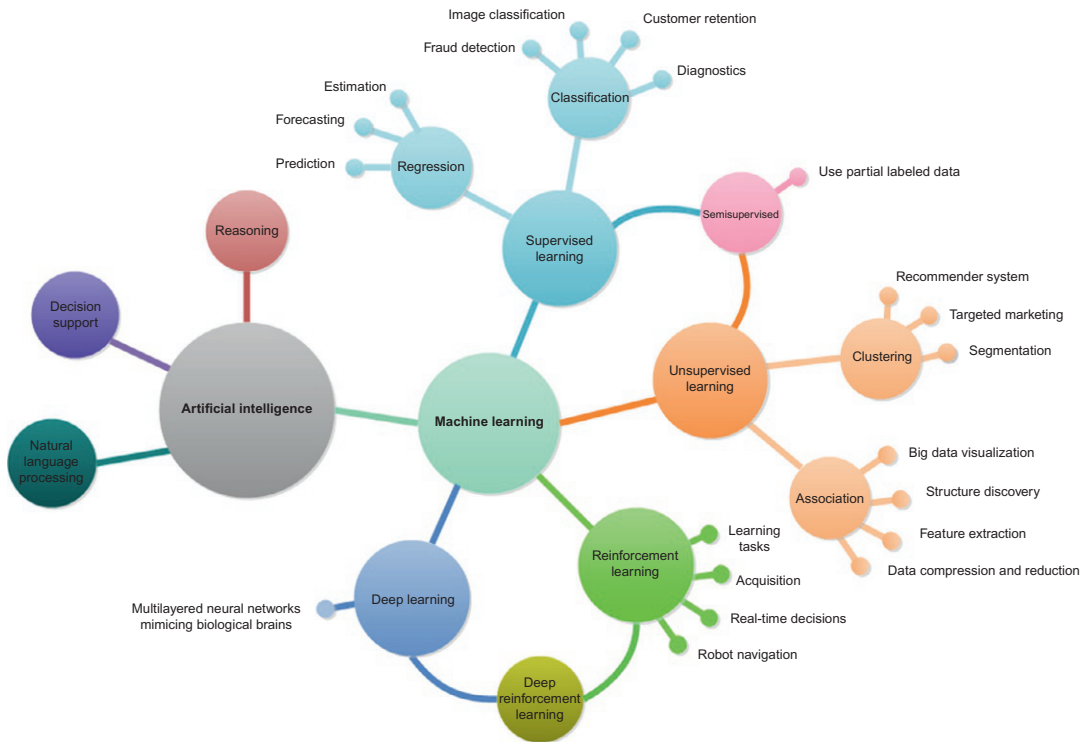 Image classification
Customer retention
Fraud detection
Diagnostics
Classification
Estimation
Forecasting
Prediction
Regression
Use partial labeled data
Semisupervised
Reasoning
Supervised
learning
Decision
support
Recommender system
Targeted marketing
Segmentation
Clustering
Unsupervised
learning
Artificial intelligence
Machine learning
Natural
language
processing
Big data visualization
Structure discovery
Feature extraction
Data compression and reduction
Association
Learning
tasks
Acquisition
Real-time decisions
Robot navigation
Reinforcement
learning
Deep learning
Multilayered neural networks
mimicing biological brains
Deep
reinforcement
learning